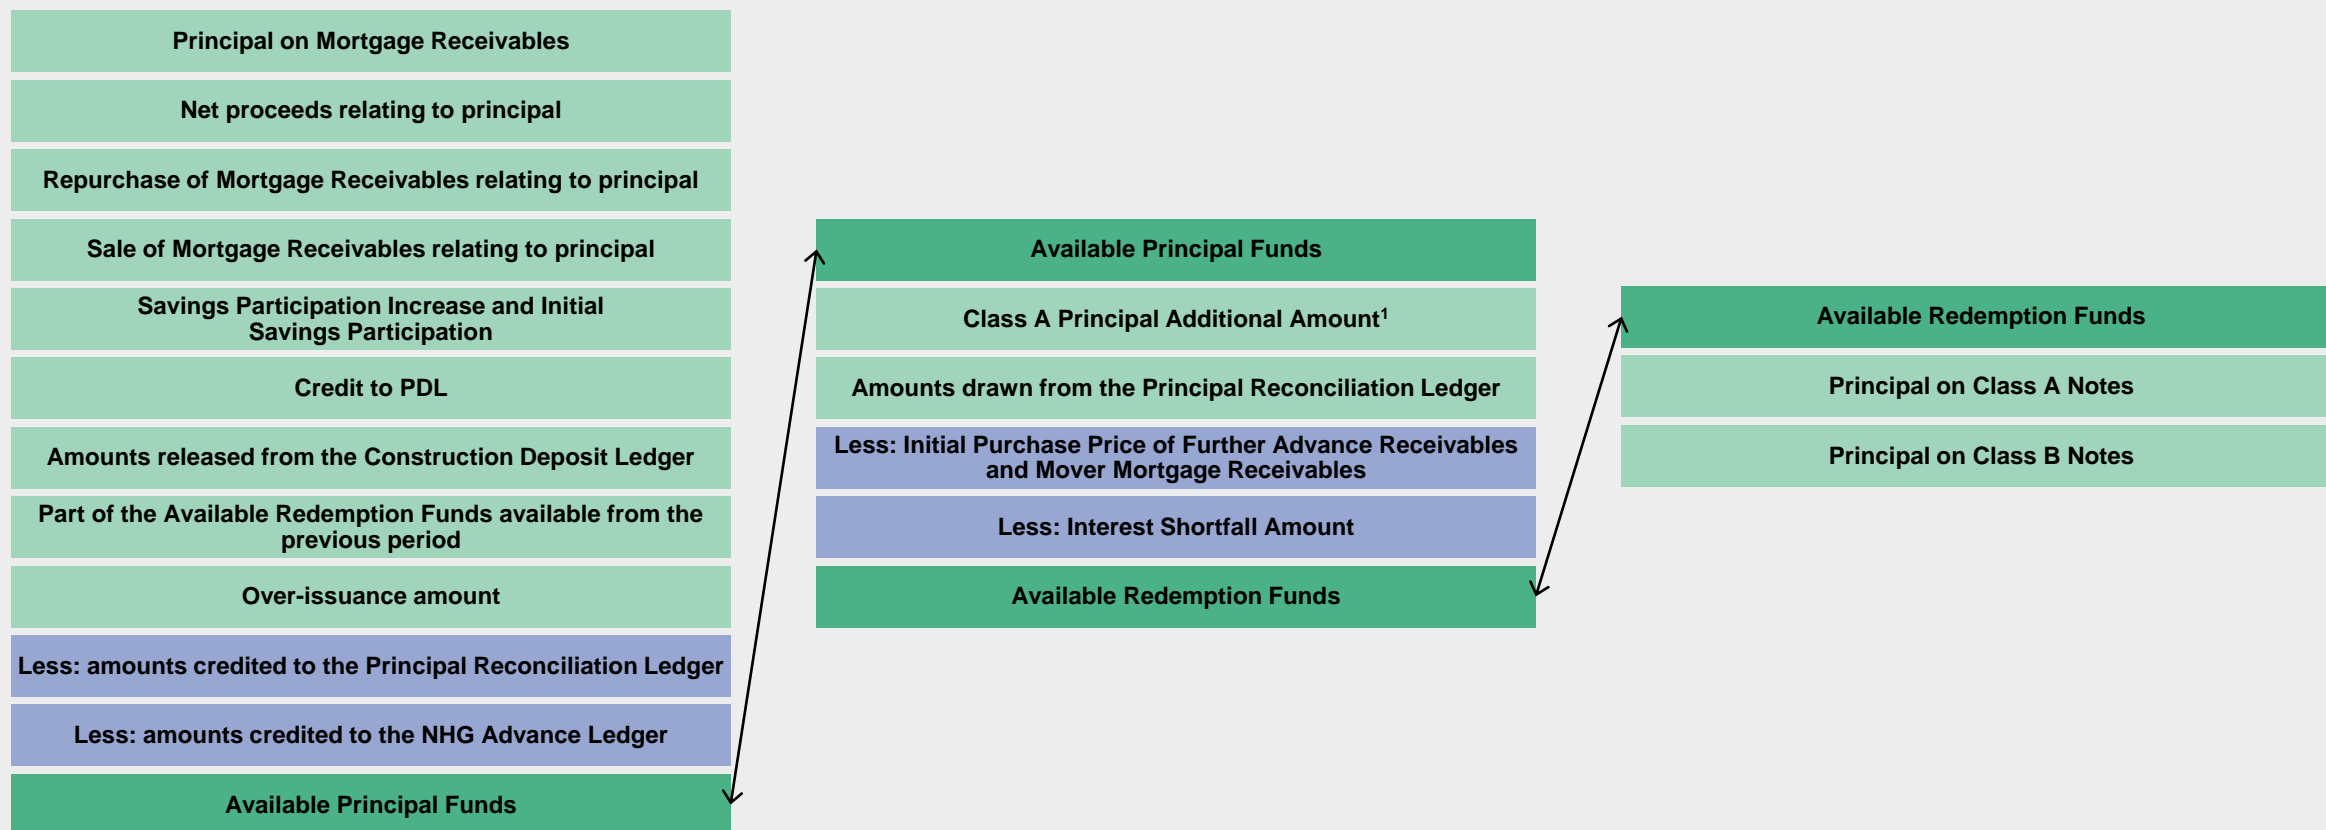 Principal on Mortgage Receivables
Net proceeds relating to principal
Repurchase of Mortgage Receivables relating to principal
Sale of Mortgage Receivables relating to principal
Savings Participation Increase and Initial
Savings Participation
Credit to PDL
Amounts released from the Construction Deposit Ledger
Part of the Available Redemption Funds available from the
previous period
Over-issuance amount
Less: amounts credited to the Principal Reconciliation Ledger
Less: amounts credited to the NHG Advance Ledger
Available Principal Funds
Available Principal Funds
Class A Principal Additional Amount¹
Amounts drawn from the Principal Reconciliation Ledger
Less: Initial Purchase Price of Further Advance Receivables
and Mover Mortgage Receivables
Less: Interest Shortfall Amount
Available Redemption Funds
Available Redemption Funds
Principal on Class A Notes
Principal on Class B Notes